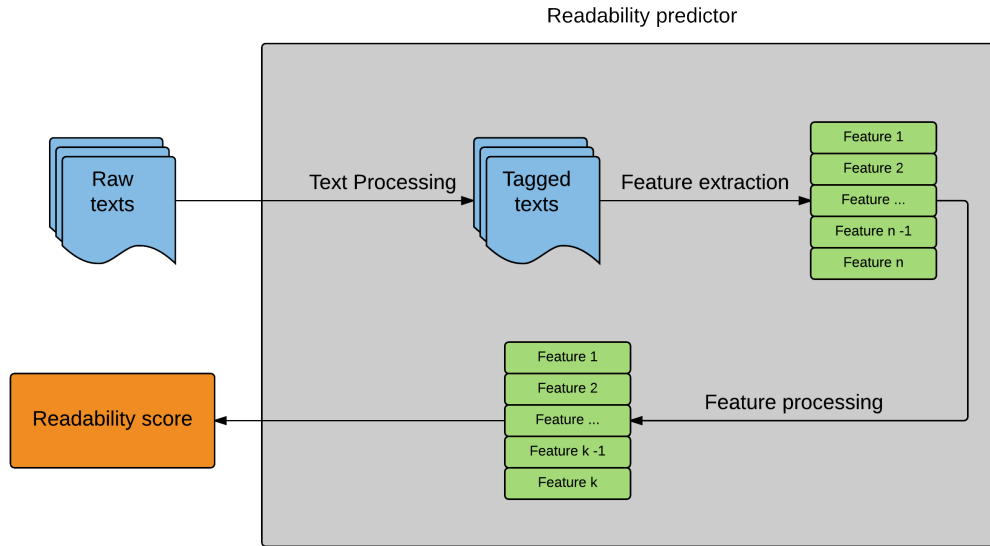 Readability predictor
Raw
texts
Text Processing
Tagged
texts
Feature extraction
Feature 1
Feature 2
Feature ...
Feature n -1
Feature n
Feature 1
Feature 2
Feature ...
Feature k -1
Feature k
Feature processing
Readability score